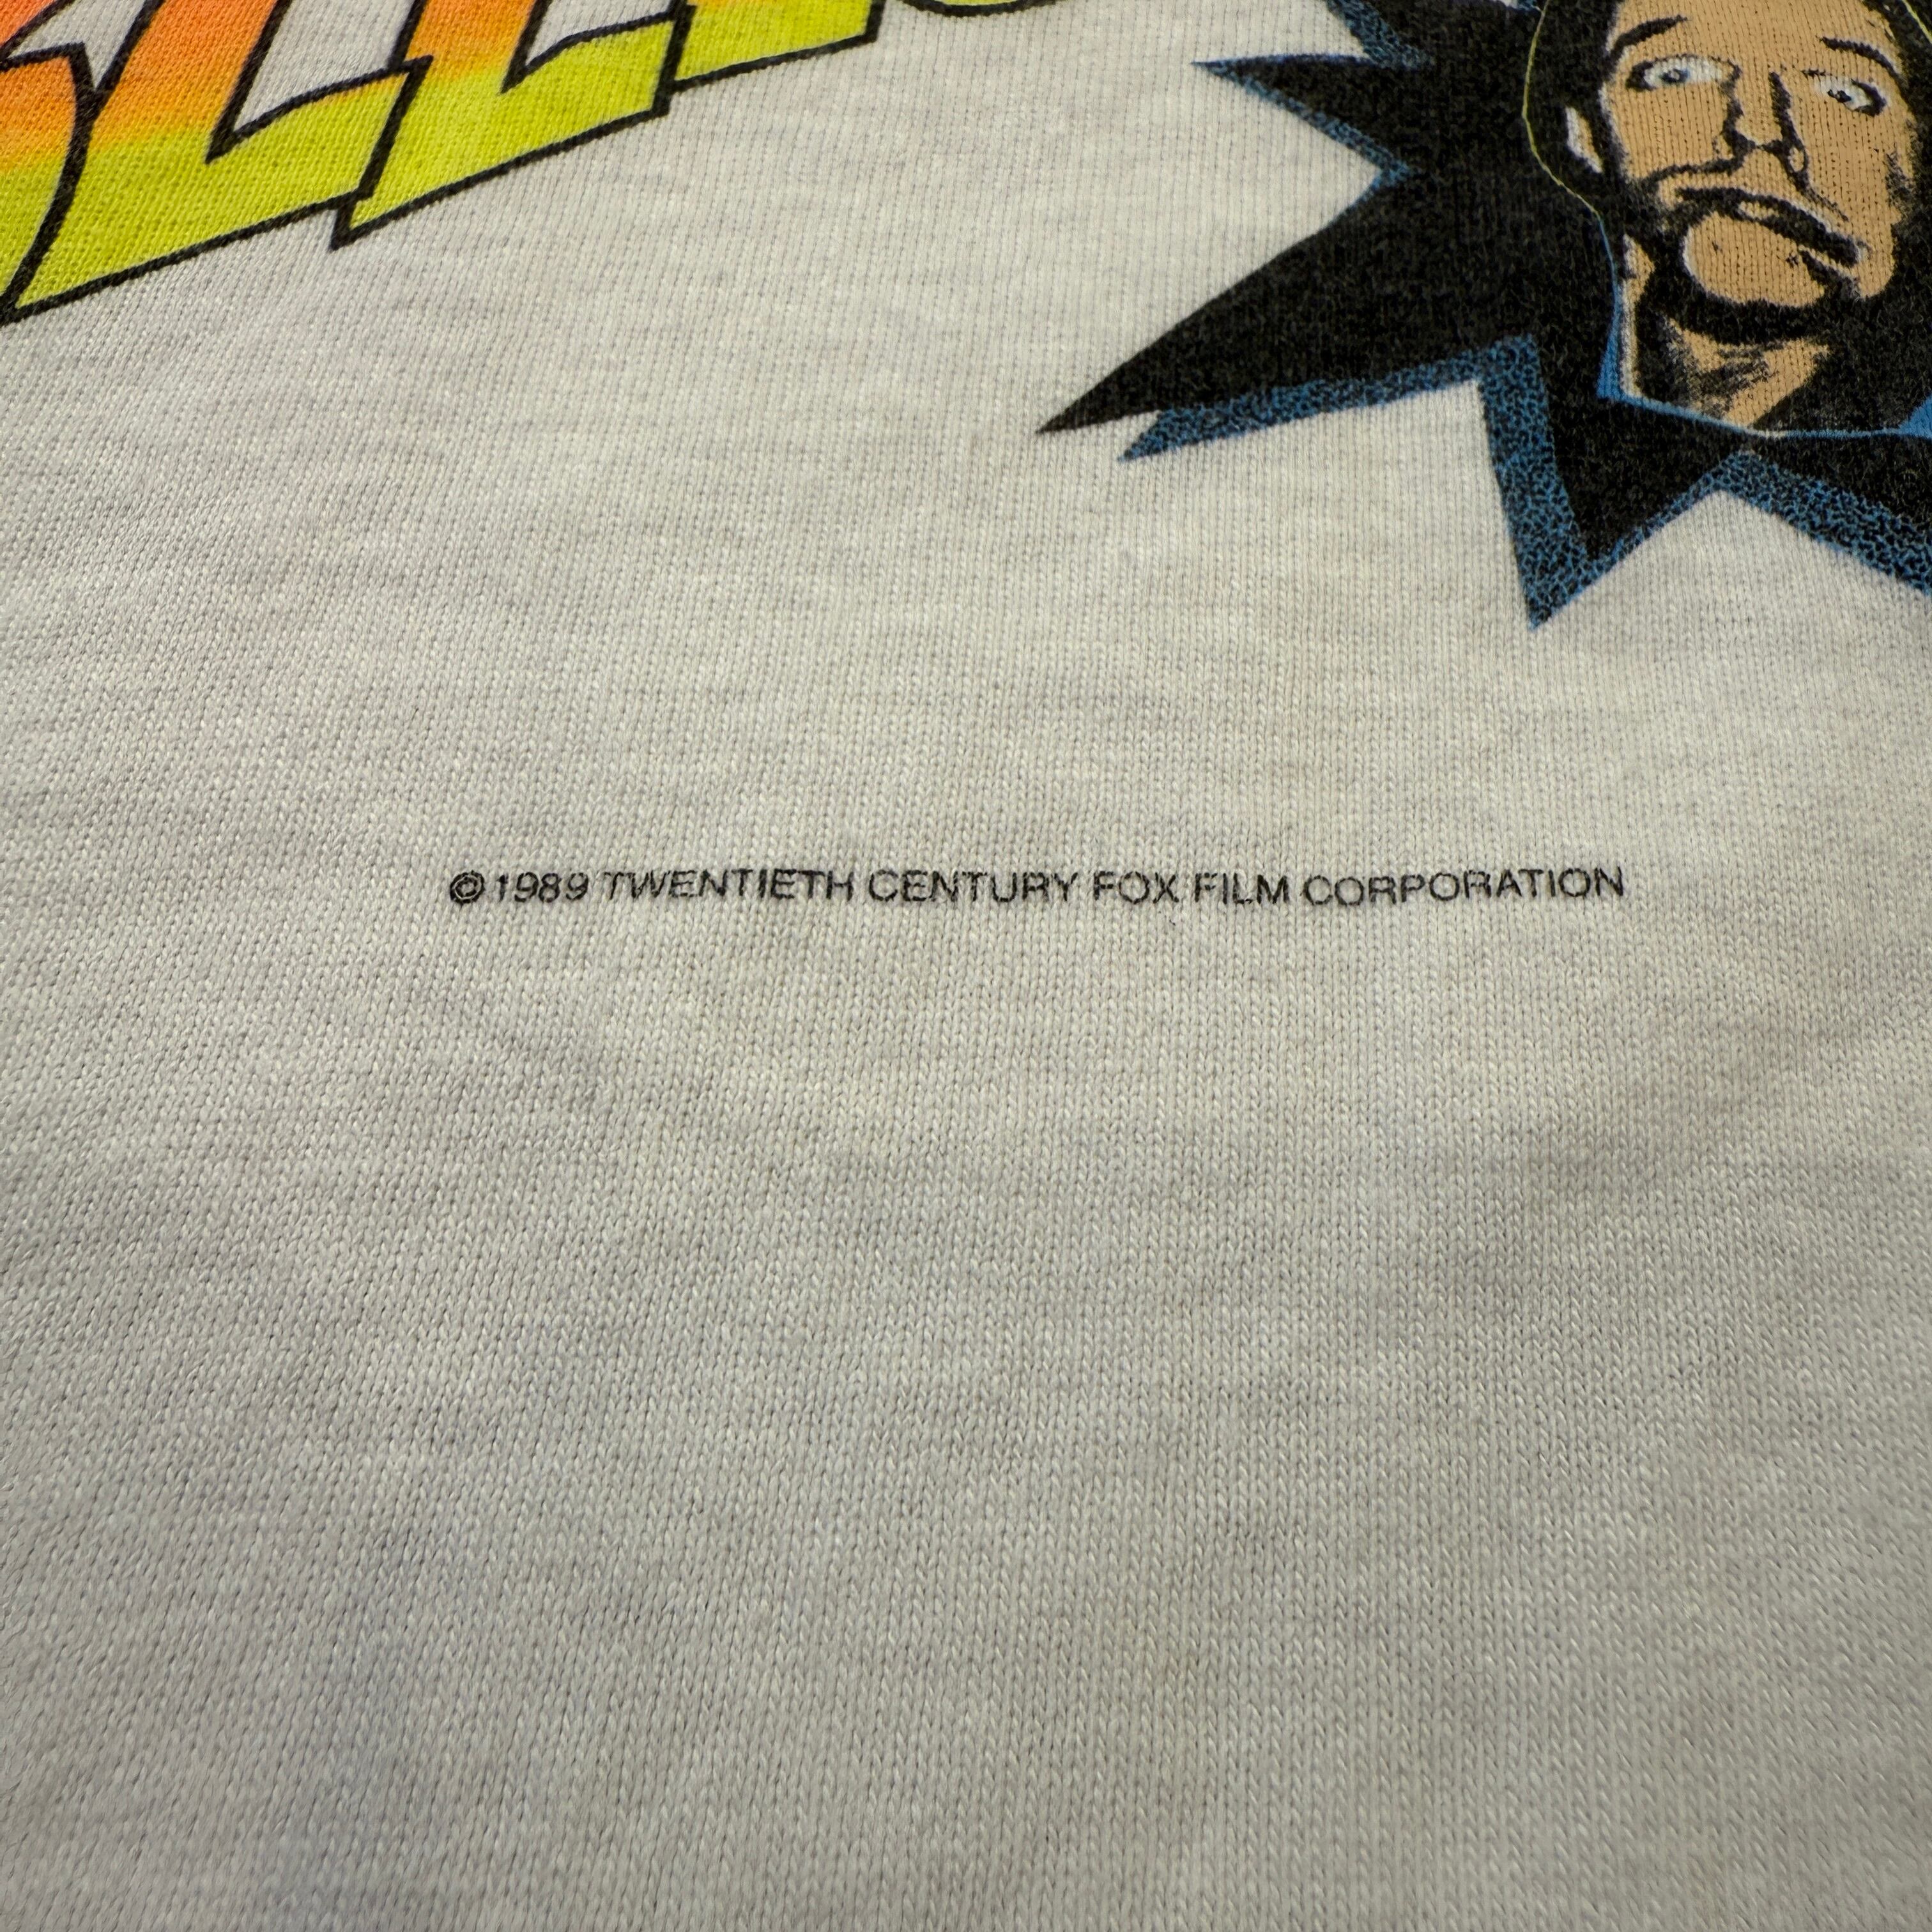 ©1989 TWENTIETH CENTURY FOX FILM CORPORATION